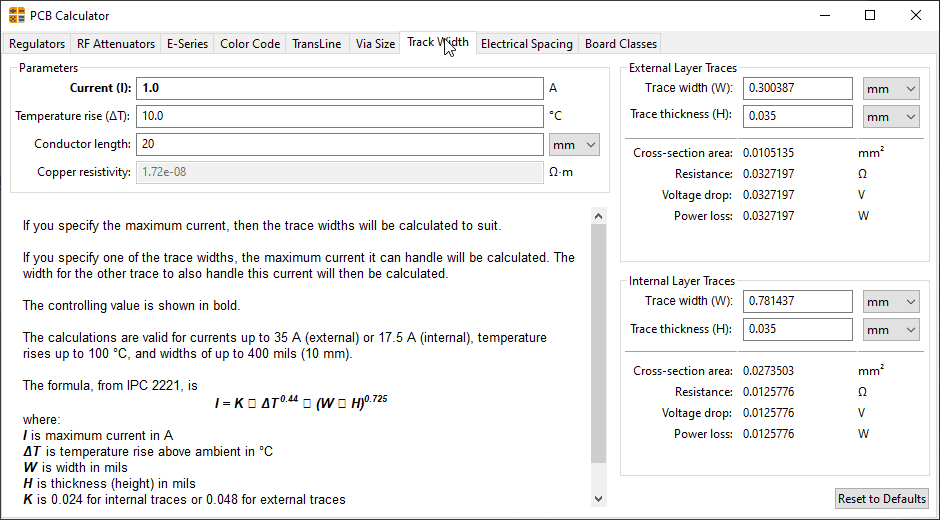 PCB Calculator
Regulators RF Attenuators E-Series Color Code TransLine Via Size Track Width Electrical Spacing Board Classes
Parameters
Current (I): 1.0 A
Temperature rise (ΔT): 10.0 °C
Conductor length: 20 mm
Copper resistivity: 1.72e-08 Ω·m
If you specify the maximum current, then the trace widths will be calculated to suit.
If you specify one of the trace widths, the maximum current it can handle will be calculated. The
width for the other trace to also handle this current will then be calculated.
The controlling value is shown in bold.
The calculations are valid for currents up to 35 A (external) or 17.5 A (internal), temperature
rises up to 100 °C, and widths of up to 400 mils (10 mm).
The formula, from IPC 2221, is
I = K □ ΔT^0.44 □ (W □ H)^0.725
where:
I is maximum current in A
ΔT is temperature rise above ambient in °C
W is width in mils
H is thickness (height) in mils
K is 0.024 for internal traces or 0.048 for external traces
External Layer Traces
Trace width (W): 0.300387 mm
Trace thickness (H): 0.035 mm
Cross-section area: 0.0105135 mm²
Resistance: 0.0327197 Ω
Voltage drop: 0.0327197 V
Power loss: 0.0327197 W
Internal Layer Traces
Trace width (W): 0.781437 mm
Trace thickness (H): 0.035 mm
Cross-section area: 0.0273503 mm²
Resistance: 0.0125776 Ω
Voltage drop: 0.0125776 V
Power loss: 0.0125776 W
Reset to Defaults